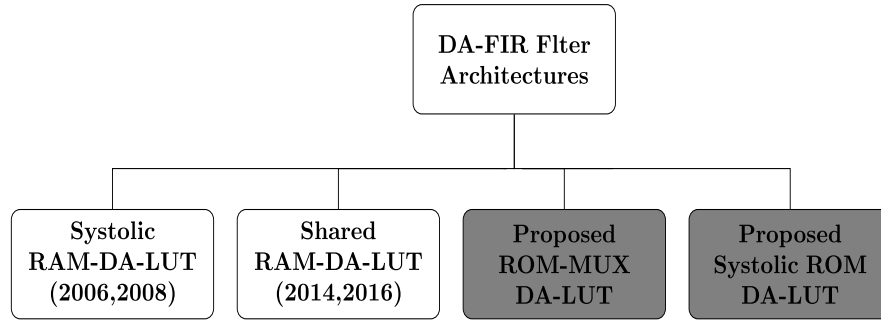 DA-FIR Flter
Architectures
Systolic
RAM-DA-LUT
(2006,2008)
Shared
RAM-DA-LUT
(2014,2016)
Proposed
ROM-MUX
DA-LUT
Proposed
Systolic ROM
DA-LUT